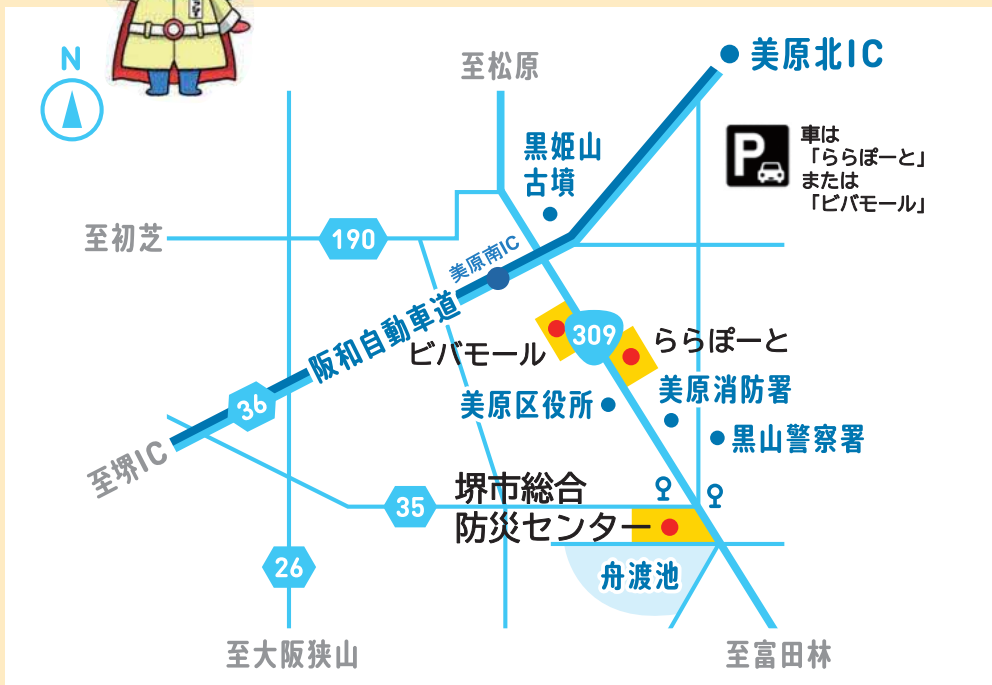 N
至松原
美原北IC
黒姫山
古墳
車は
「ららぽーと」
または
「ビバモール」
P
至初芝
190
美原南IC
阪和自動車道
309
ビバモール
ららぽーと
美原消防署
36
美原区役所
黒山警察署
至堺IC
35
堺市総合
防災センター
26
舟渡池
至大阪狭山
至富田林